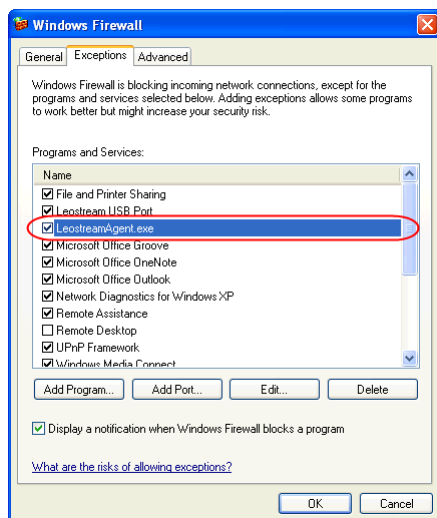 Windows Firewall
General Exceptions Advanced
Windows Firewall is blocking incoming network connections, except for the
programs and services selected below. Adding exceptions allows some programs
to work better but might increase your security risk.
Programs and Services:
Name
File and Printer Sharing
Leostream USB Port
LeostreamAgent.exe
Microsoft Office Groove
Microsoft Office OneNote
Microsoft Office Outlook
Network Diagnostics for Windows XP
Remote Assistance
Remote Desktop
UPnP Framework
Windows Media Connect
Add Program... Add Port... Edit... Delete
Display a notification when Windows Firewall blocks a program
What are the risks of allowing exceptions?
OK Cancel